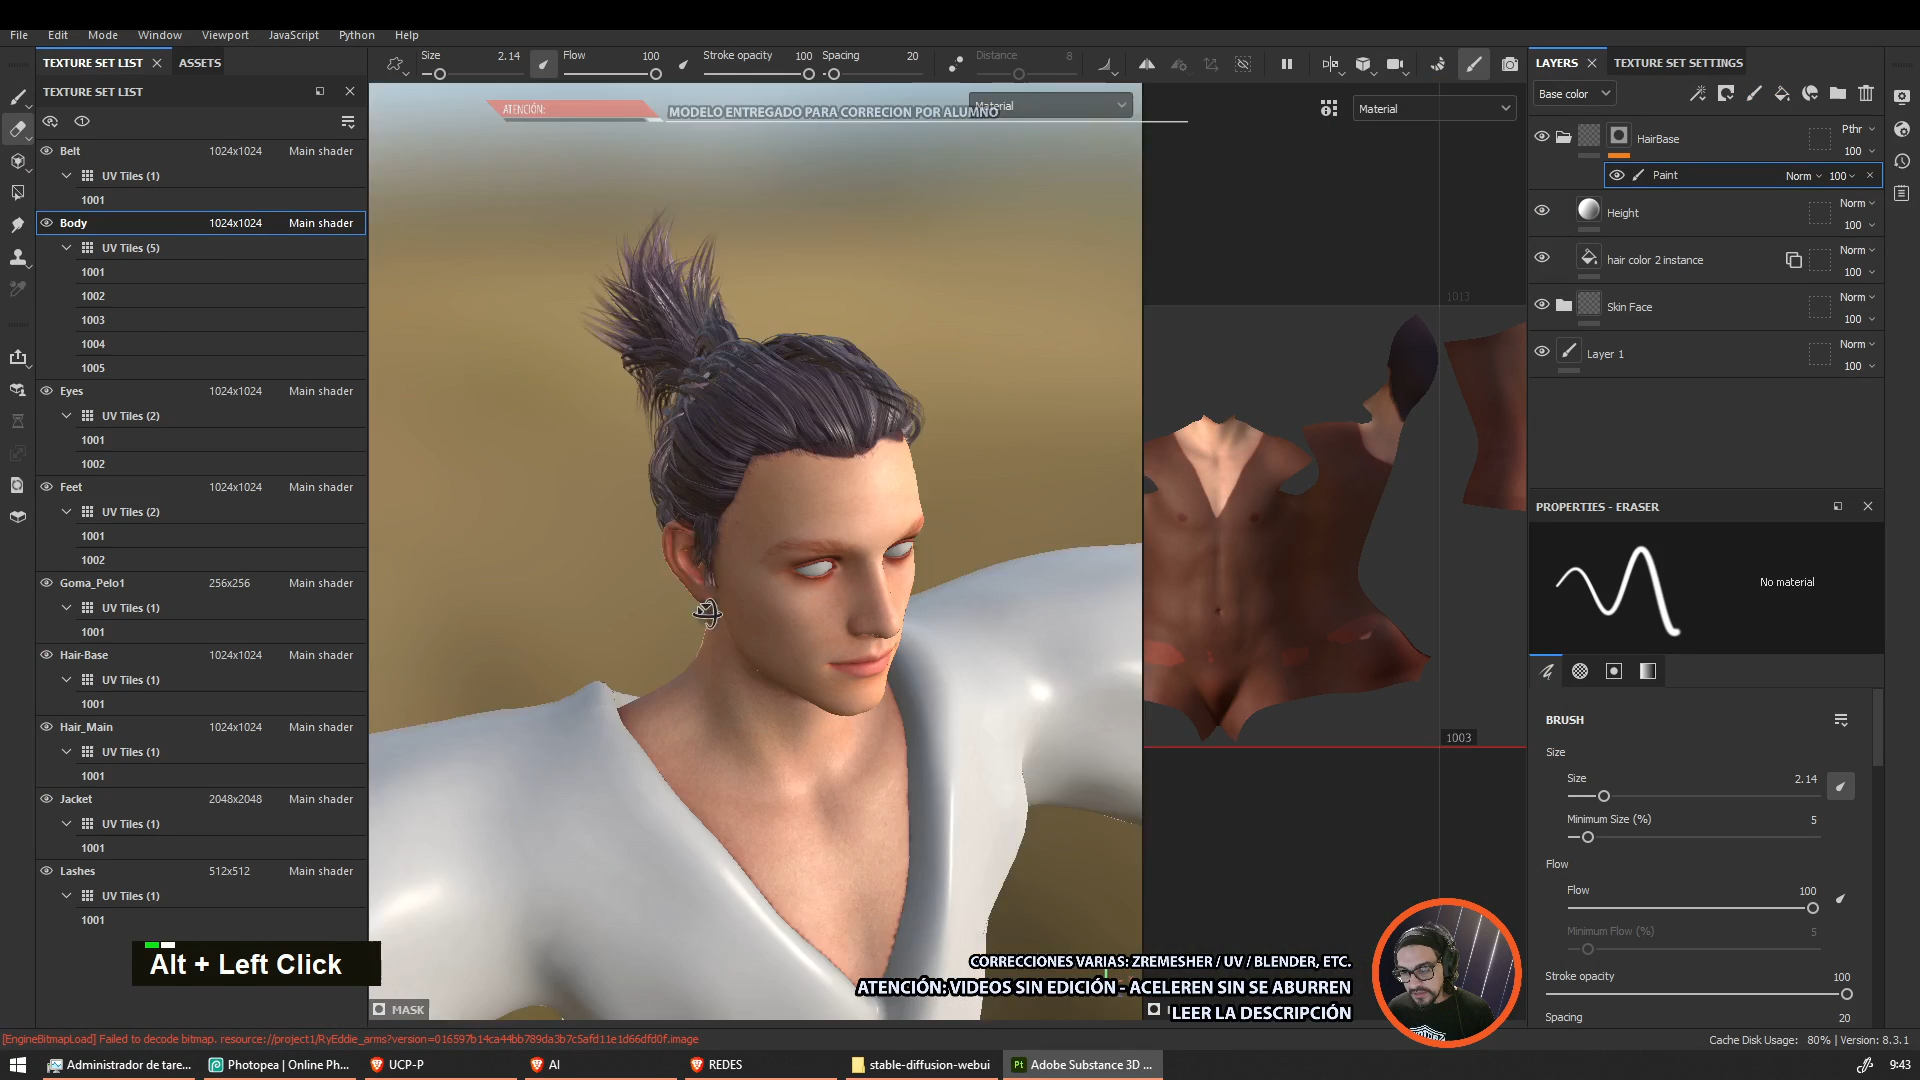 File Edit Mode Window Viewport JavaScript Python Help
TEXTURE SET LIST
ASSETS
Size 2.14
Flow 100
Stroke opacity 100
Spacing 20
Distance 8
LAYERS
TEXTURE SET SETTINGS
TEXTURE SET LIST
Base color
Belt 1024x1024 Main shader
UV Tiles (1)
1001
Body 1024x1024 Main shader
UV Tiles (5)
1001
1002
1003
1004
1005
Eyes 1024x1024 Main shader
UV Tiles (2)
1001
1002
Feet 1024x1024 Main shader
UV Tiles (2)
1001
1002
Goma_Pelo1 256x256 Main shader
UV Tiles (1)
1001
Hair-Base 1024x1024 Main shader
UV Tiles (1)
1001
Hair_Main 1024x1024 Main shader
UV Tiles (1)
1001
Jacket 2048x2048 Main shader
UV Tiles (1)
1001
Lashes 512x512 Main shader
UV Tiles (1)
1001
ATENCIÓN:
MODELO ENTREGADO PARA CORRECION POR ALUMNO
Material
Material
1013
1003
HairBase Pthr 100
Paint Norm 100
Height Norm 100
hair color 2 instance Norm 100
Skin Face Norm 100
Layer 1 Norm 100
PROPERTIES - ERASER
No material
BRUSH
Size
Size 2.14
Minimum Size (%) 5
Flow
Flow 100
Minimum Flow (%) 5
Stroke opacity 100
Spacing 20
Alt + Left Click
MASK
CORRECCIONES VARIAS: ZREMESHER / UV / BLENDER, ETC.
ATENCIÓN: VIDEOS SIN EDICIÓN - ACELEREN SIN SE ABURREN
LEER LA DESCRIPCIÓN
[EngineBitmapLoad] Failed to decode bitmap. resource://project1/RyEddie_arms?version=016597b14ca44bb789da3b7c5afd11e1d66dfd0f.image
Cache Disk Usage: 80% | Version: 8.3.1
Administrador de tare...
Photopea | Online Ph...
UCP-P
AI
REDES
stable-diffusion-webui
Adobe Substance 3D ...
9:43